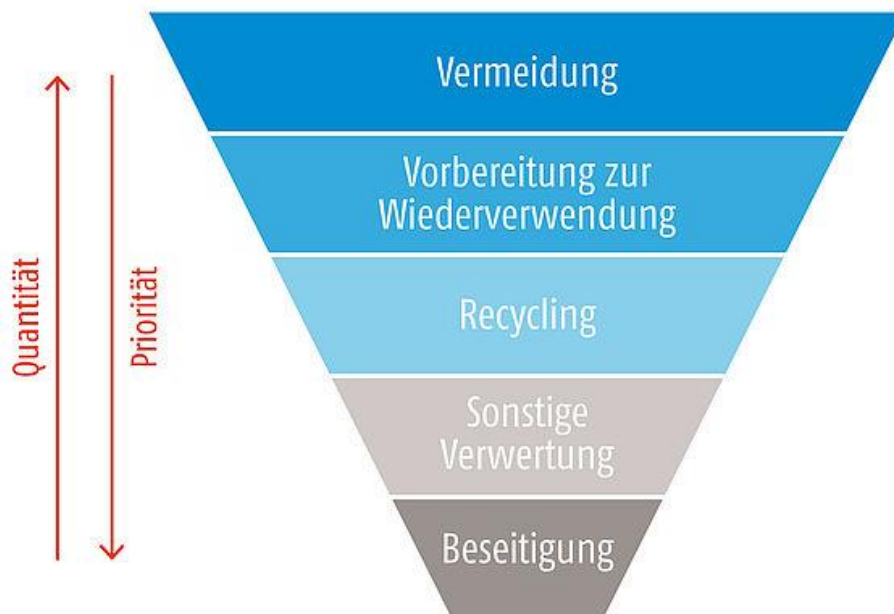 Vermeidung
Vorbereitung zur
Wiederverwendung
Recycling
Sonstige
Verwertung
Beseitigung
Quantität
Priorität